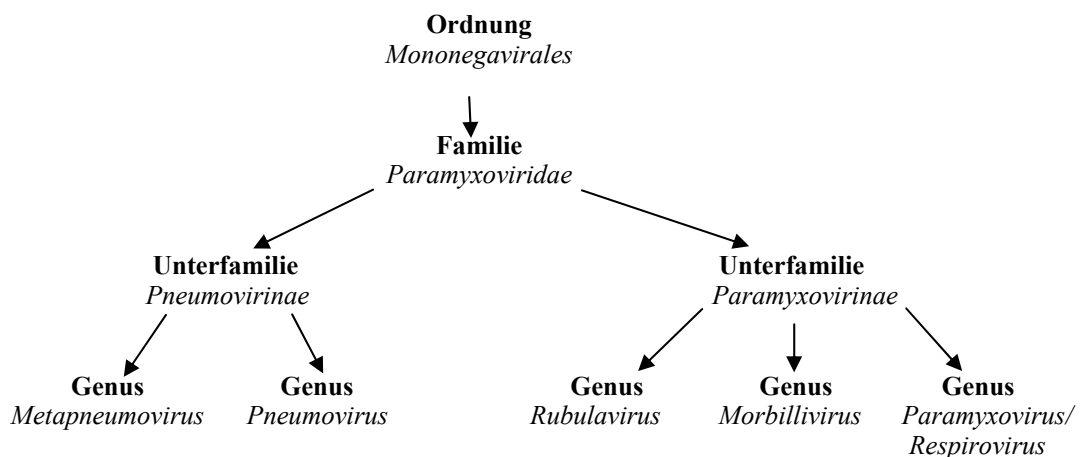 Ordnung
Mononegavirales
Familie
Paramyxoviridae
Unterfamilie
Pneumovirinae
Unterfamilie
Paramyxovirinae
Genus
Metapneumovirus
Genus
Pneumovirus
Genus
Rubulavirus
Genus
Morbillivirus
Genus
Paramyxovirus/
Respirovirus